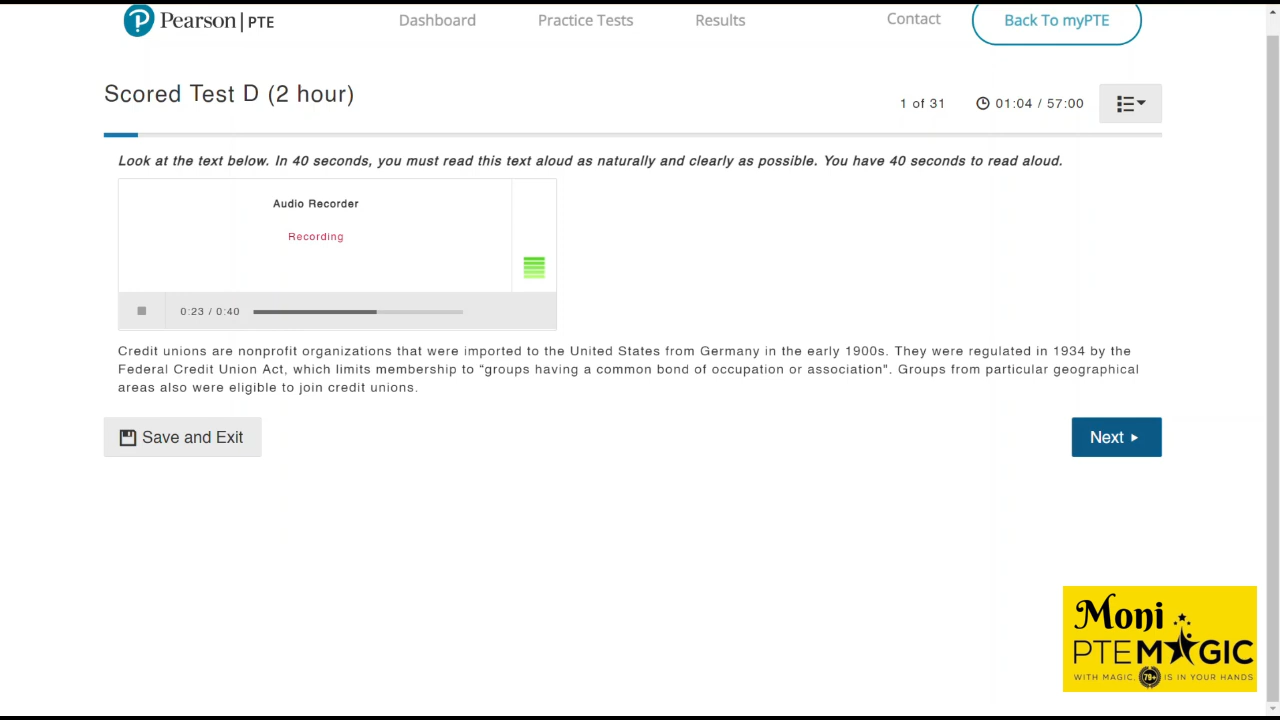 Pearson | PTE
Dashboard
Practice Tests
Results
Contact
Back To myPTE
Scored Test D (2 hour)
1 of 31
01:04 / 57:00
Look at the text below. In 40 seconds, you must read this text aloud as naturally and clearly as possible. You have 40 seconds to read aloud.
Audio Recorder
Recording
0:23 / 0:40
Credit unions are nonprofit organizations that were imported to the United States from Germany in the early 1900s. They were regulated in 1934 by the
Federal Credit Union Act, which limits membership to “groups having a common bond of occupation or association". Groups from particular geographical
areas also were eligible to join credit unions.
Save and Exit
Next
Moni
PTEMAGIC
WITH MAGIC, 79+ IS IN YOUR HANDS